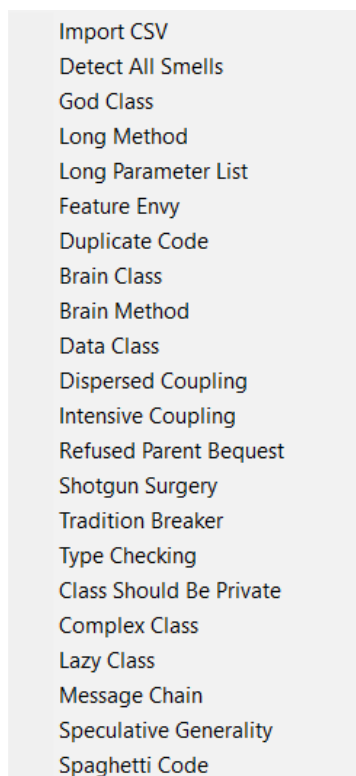 Import CSV
Detect All Smells
God Class
Long Method
Long Parameter List
Feature Envy
Duplicate Code
Brain Class
Brain Method
Data Class
Dispersed Coupling
Intensive Coupling
Refused Parent Bequest
Shotgun Surgery
Tradition Breaker
Type Checking
Class Should Be Private
Complex Class
Lazy Class
Message Chain
Speculative Generality
Spaghetti Code